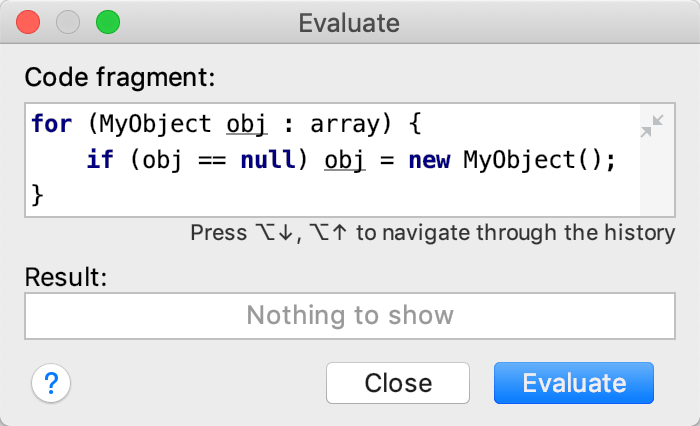 Evaluate
Code fragment:
for (MyObject obj : array) {
    if (obj == null) obj = new MyObject();
}
Press ⌥↓, ⌥↑ to navigate through the history
Result:
Nothing to show
?
Close
Evaluate